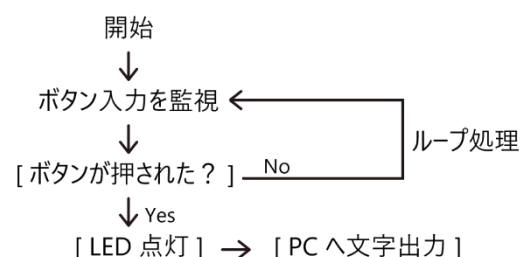 開始
ボタン入力を監視
ループ処理
[ ボタンが押された? ] No
Yes
[ LED 点灯 ] → [ PC へ文字出力 ]